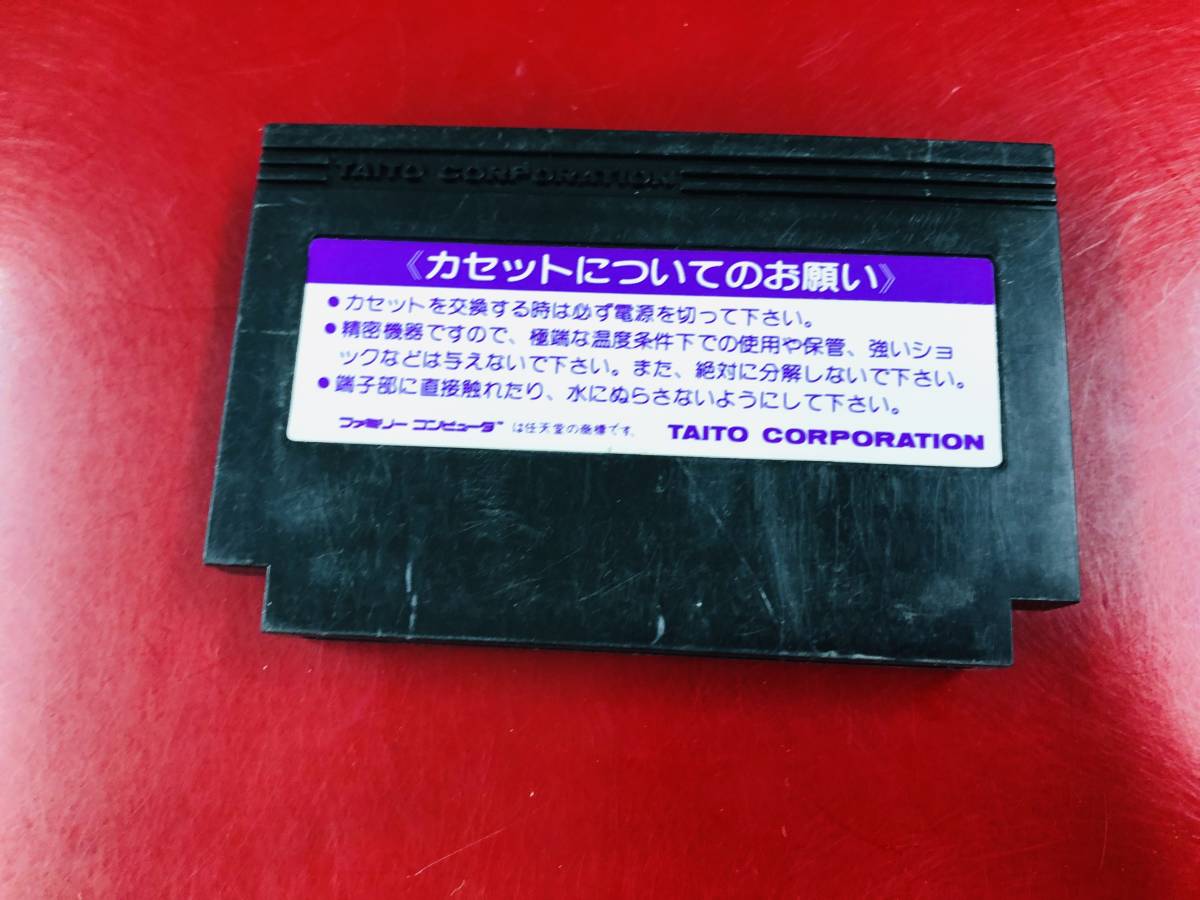 TAITO CORPORATION
《カセットについてのお願い》
●カセットを交換する時は必ず電源を切って下さい。
●精密機器ですので、極端な温度条件下での使用や保管、強いショ
ックなどは与えないで下さい。また、絶対に分解しないで下さい。
●端子部に直接触れたり、水にぬらさないようにして下さい。
ファミリーコンピュータ™は任天堂の商標です。 TAITO CORPORATION